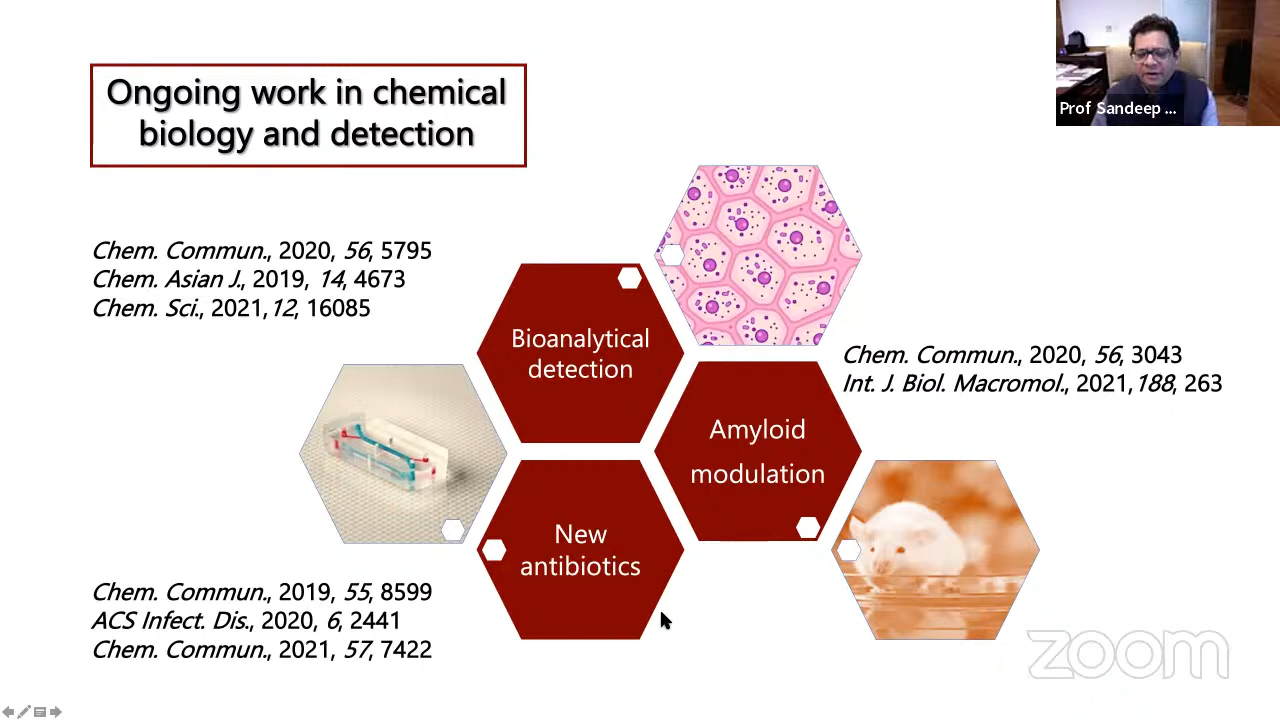 Ongoing work in chemical
biology and detection
Prof Sandeep ...
Chem. Commun., 2020, 56, 5795
Chem. Asian J., 2019, 14, 4673
Chem. Sci., 2021, 12, 16085
Bioanalytical
detection
Chem. Commun., 2020, 56, 3043
Int. J. Biol. Macromol., 2021, 188, 263
Amyloid
modulation
New
antibiotics
Chem. Commun., 2019, 55, 8599
ACS Infect. Dis., 2020, 6, 2441
Chem. Commun., 2021, 57, 7422
zoom